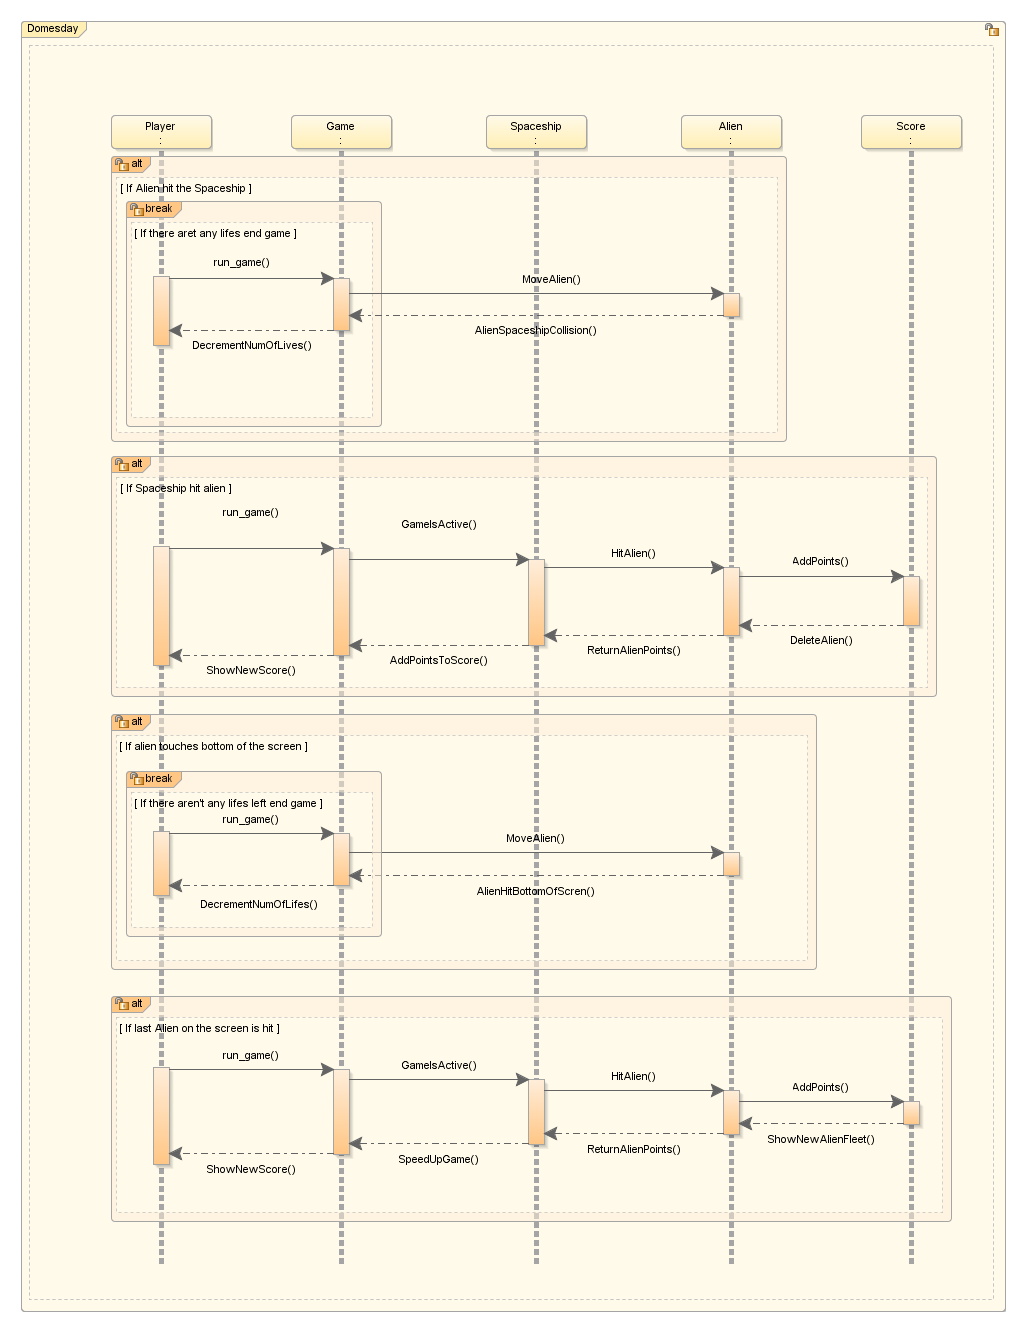 Domesday
Player
:
Game
:
Spaceship
:
Alien
:
Score
:
alt
[ If Alien hit the Spaceship ]
break
[ If there aret any lifes end game ]
run_game()
MoveAlien()
AlienSpaceshipCollision()
DecrementNumOfLives()
alt
[ If Spaceship hit alien ]
run_game()
GameIsActive()
HitAlien()
AddPoints()
DeleteAlien()
ReturnAlienPoints()
AddPointsToScore()
ShowNewScore()
alt
[ If alien touches bottom of the screen ]
break
[ If there aren't any lifes left end game ]
run_game()
MoveAlien()
AlienHitBottomOfScren()
DecrementNumOfLifes()
alt
[ If last Alien on the screen is hit ]
run_game()
GameIsActive()
HitAlien()
AddPoints()
ShowNewAlienFleet()
ReturnAlienPoints()
SpeedUpGame()
ShowNewScore()